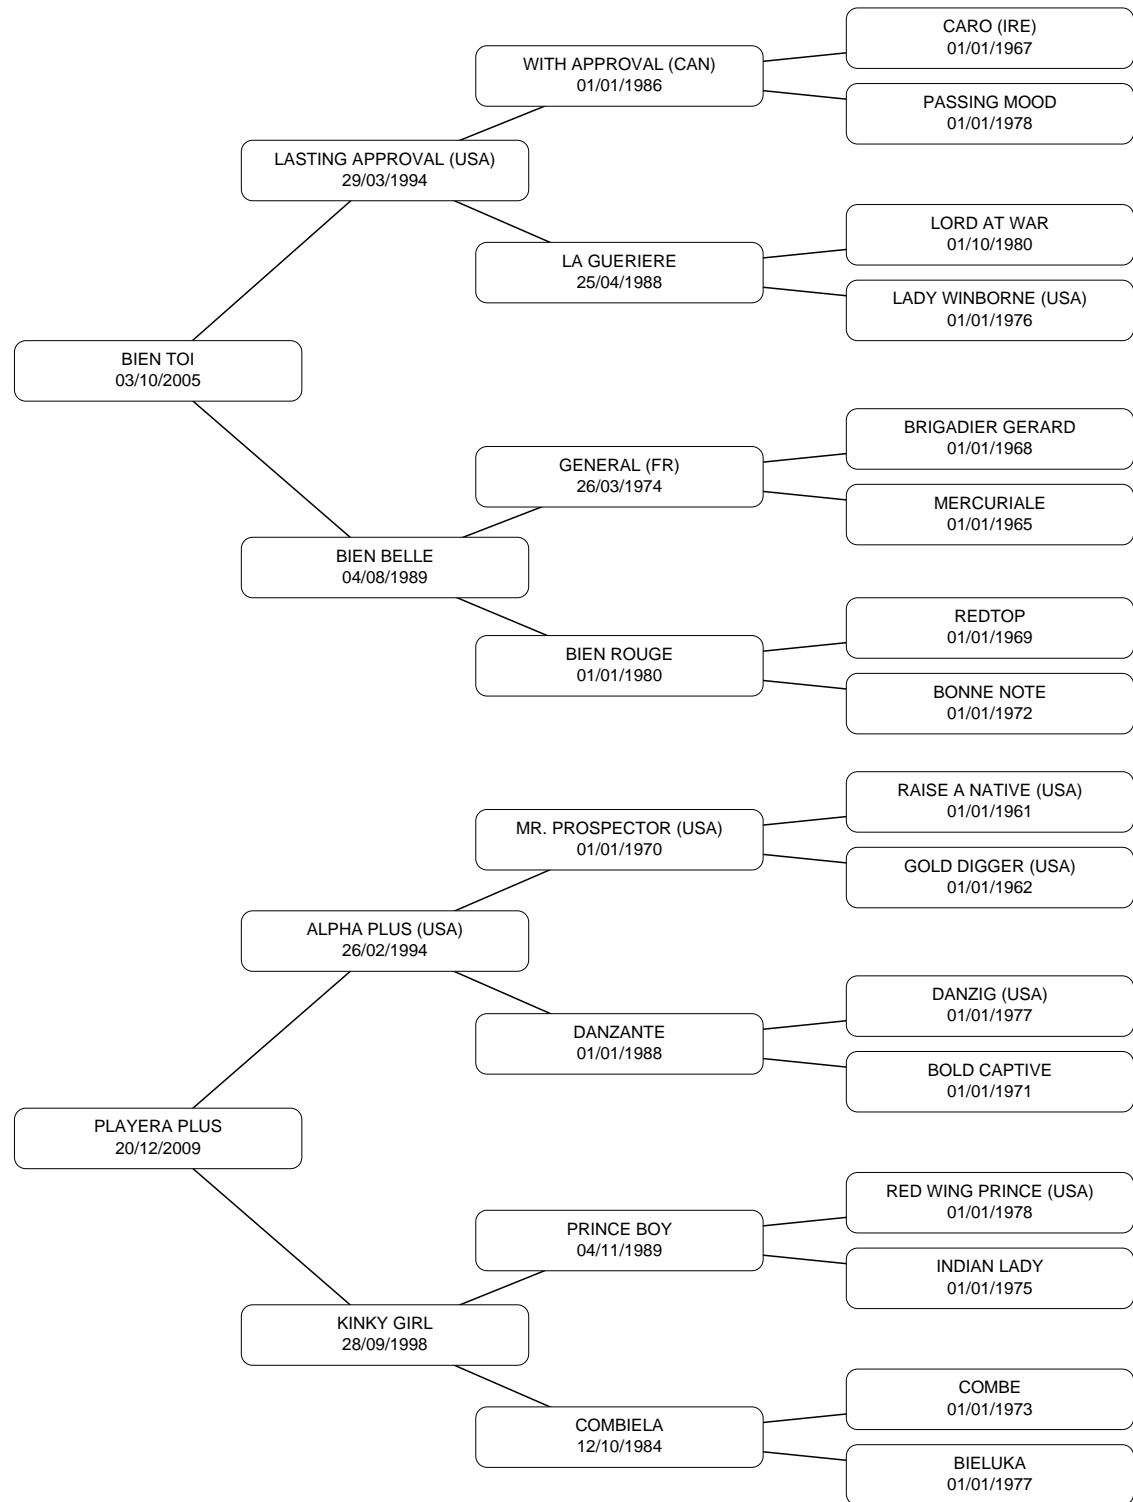 CARO (IRE)
01/01/1967
WITH APPROVAL (CAN)
01/01/1986
PASSING MOOD
01/01/1978
LASTING APPROVAL (USA)
29/03/1994
LORD AT WAR
01/10/1980
LA GUERIERE
25/04/1988
LADY WINBORNE (USA)
01/01/1976
BIEN TOI
03/10/2005
BRIGADIER GERARD
01/01/1968
GENERAL (FR)
26/03/1974
MERCURIALE
01/01/1965
BIEN BELLE
04/08/1989
REDTOP
01/01/1969
BIEN ROUGE
01/01/1980
BONNE NOTE
01/01/1972
RAISE A NATIVE (USA)
01/01/1961
MR. PROSPECTOR (USA)
01/01/1970
GOLD DIGGER (USA)
01/01/1962
ALPHA PLUS (USA)
26/02/1994
DANZIG (USA)
01/01/1977
DANZANTE
01/01/1988
BOLD CAPTIVE
01/01/1971
PLAYERA PLUS
20/12/2009
RED WING PRINCE (USA)
01/01/1978
PRINCE BOY
04/11/1989
INDIAN LADY
01/01/1975
KINKY GIRL
28/09/1998
COMBE
01/01/1973
COMBIELA
12/10/1984
BIELUKA
01/01/1977